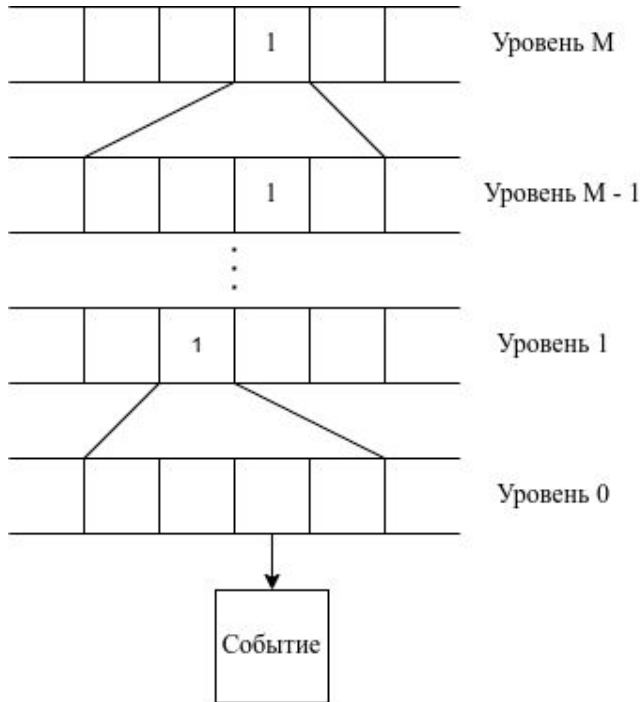 1 Уровень М
1 Уровень М - 1
1 Уровень 1
Уровень 0
Событие